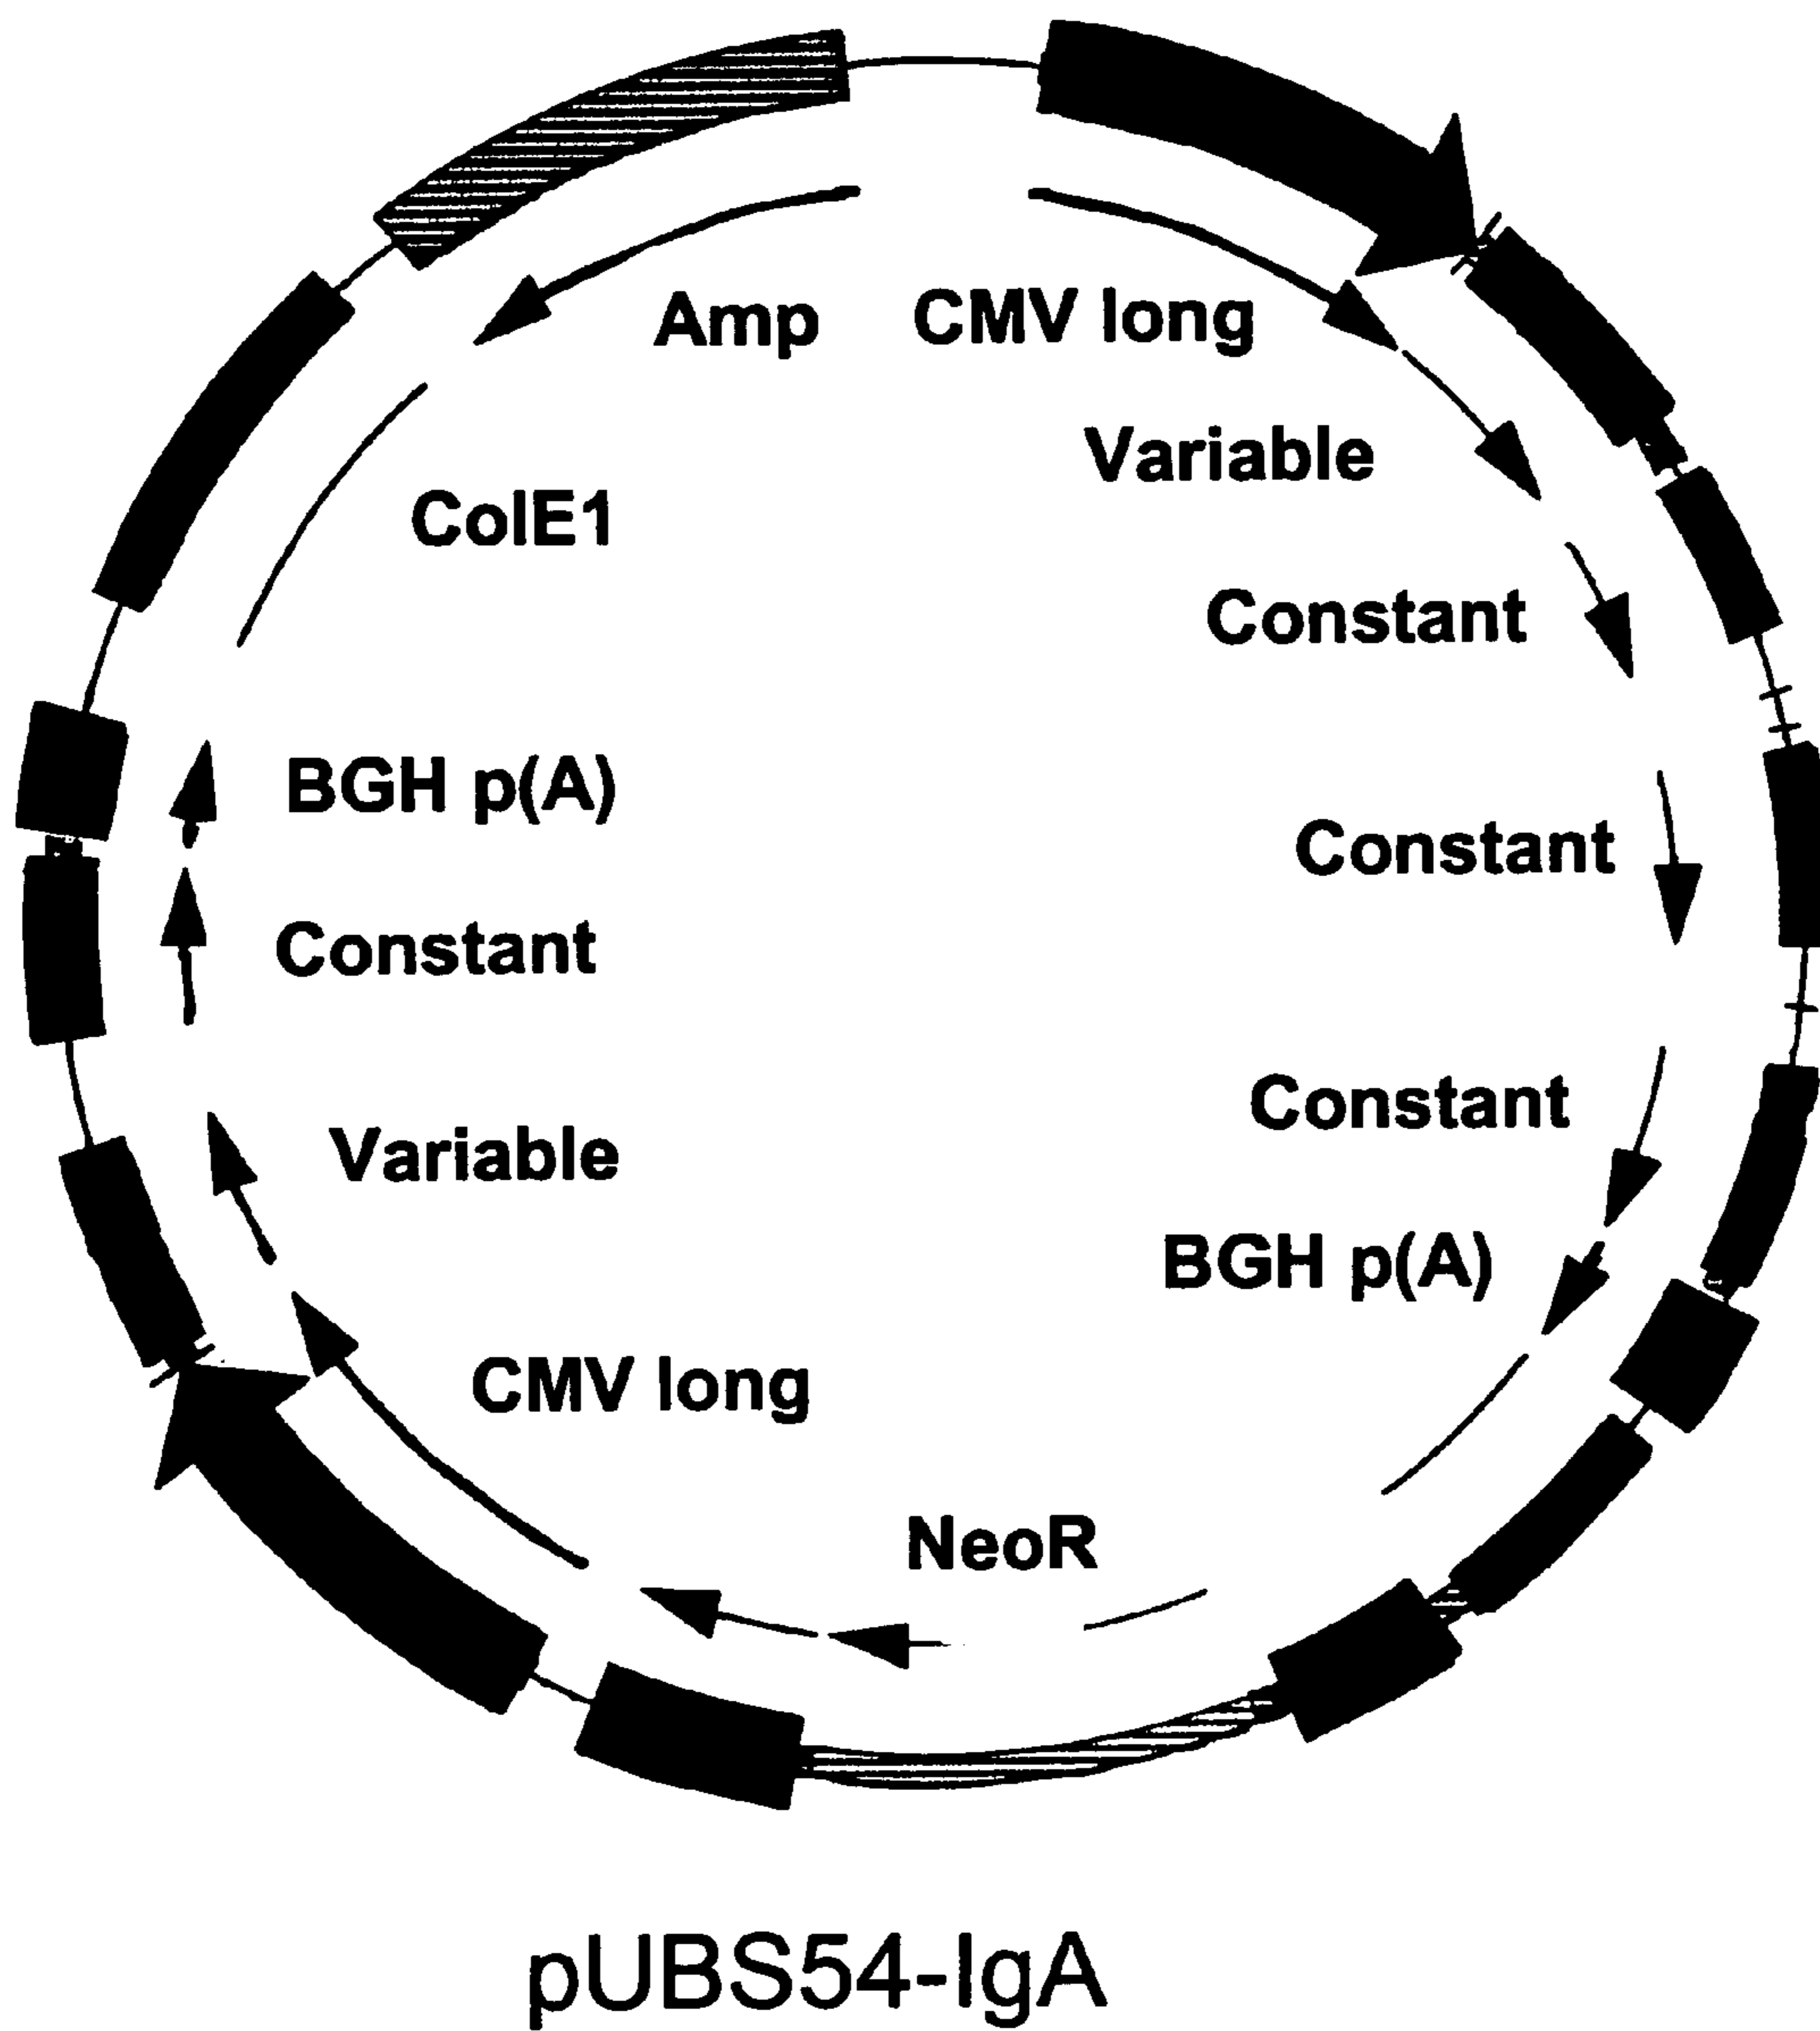 Amp CMV long
Variable
ColE1
Constant
BGH p(A)
Constant
Constant
Constant
Variable
BGH p(A)
CMV long
NeoR
pUBS54-IgA